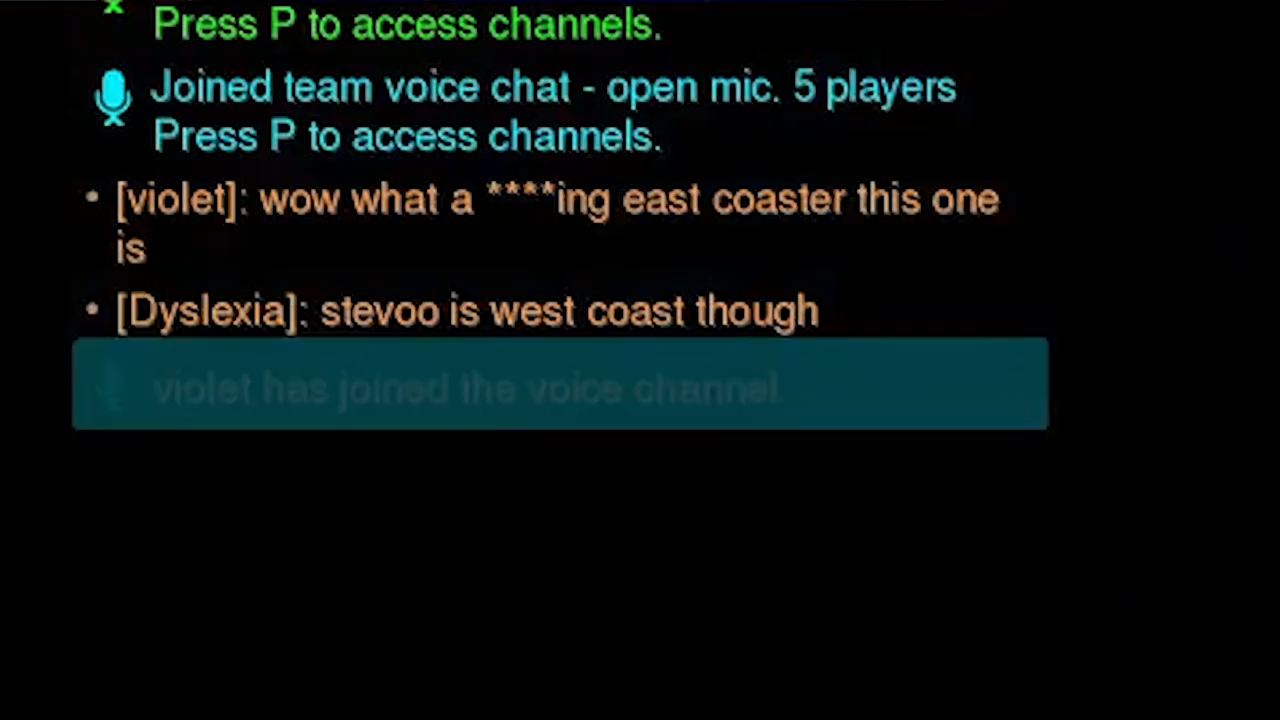 Press P to access channels.
Joined team voice chat - open mic. 5 players
Press P to access channels.
• [violet]: wow what a ****ing east coaster this one
is
• [Dyslexia]: stevoo is west coast though
violet has joined the voice channel